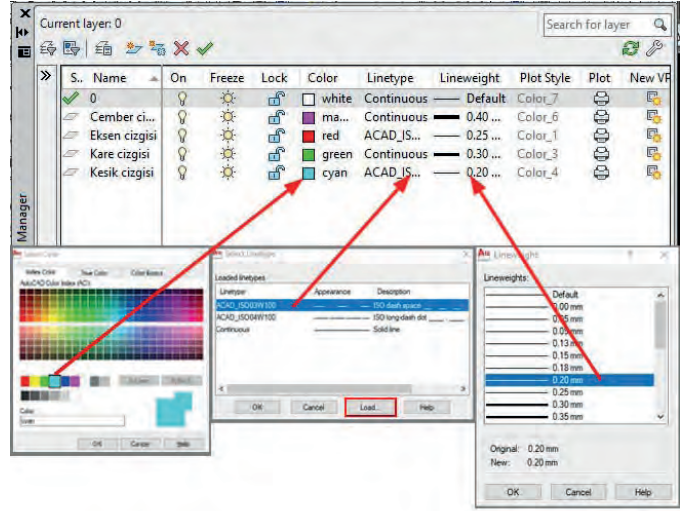 Current layer: 0
Search for layer
S.. Name On Freeze Lock Color Linetype Lineweight Plot Style Plot New VF
0 white Continuous Default Color_7
Cember ci... ma... Continuous 0.40 ... Color_6
Eksen cizgisi red ACAD_IS... 0.25 ... Color_1
Kare cizgisi green Continuous 0.30 ... Color_3
Kesik cizgisi cyan ACAD_IS... 0.20 ... Color_4
Manager
Select Color
Index Color True Color Color Books
AutoCAD Color Index (ACI):
Color:
OK Cancel Help
Select Linetype
Loaded linetypes
Linetype Appearance Description
ACAD_ISO03W100 ISO dash space
ACAD_ISO04W100 ISO long-dash dot
Continuous Solid line
OK Cancel Load... Help
Lineweight
Lineweights:
Default
0.00 mm
0.05 mm
0.09 mm
0.13 mm
0.15 mm
0.18 mm
0.20 mm
0.25 mm
0.30 mm
0.35 mm
Original: 0.20 mm
New: 0.20 mm
OK Cancel Help